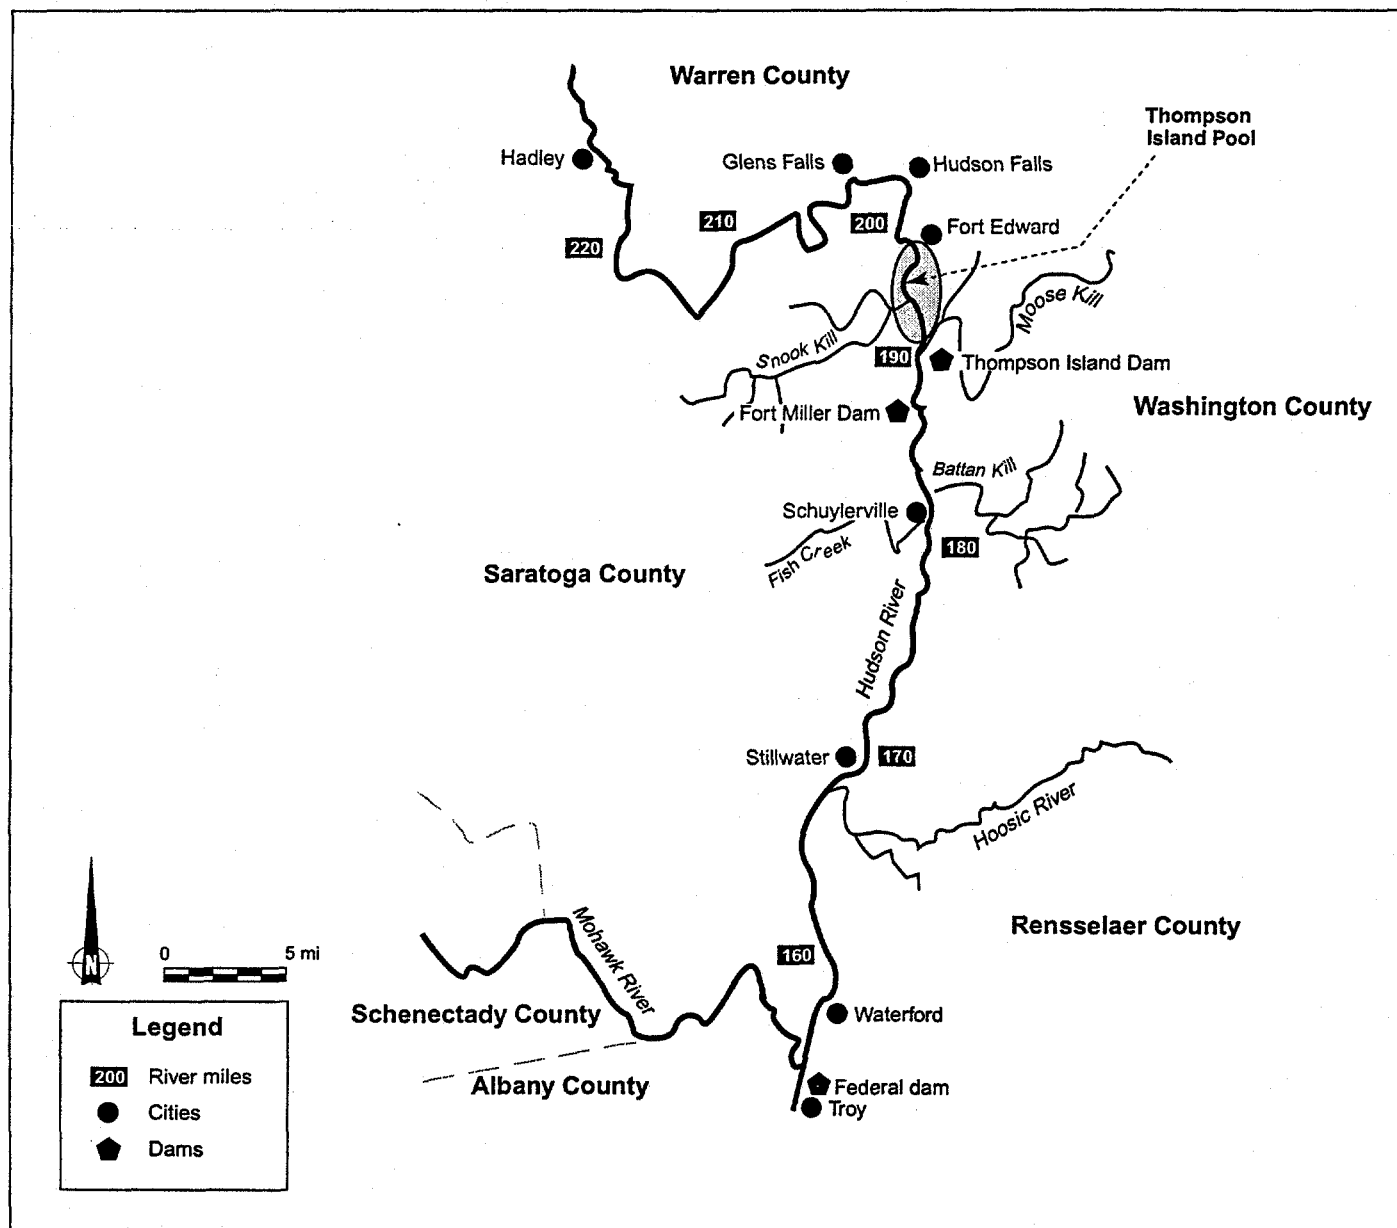 Warren County
Thompson
Island Pool
Hadley
Glens Falls
Hudson Falls
210
200
Fort Edward
220
Moose Kill
Snook Kill
190
Thompson Island Dam
Fort Miller Dam
Washington County
Battan Kill
Schuylerville
180
Fish Creek
Saratoga County
Hudson River
Stillwater
170
Hoosic River
Mohawk River
Rensselaer County
160
0 5 mi
N
Schenectady County
Waterford
Albany County
Federal dam
Troy
Legend
200 River miles
Cities
Dams